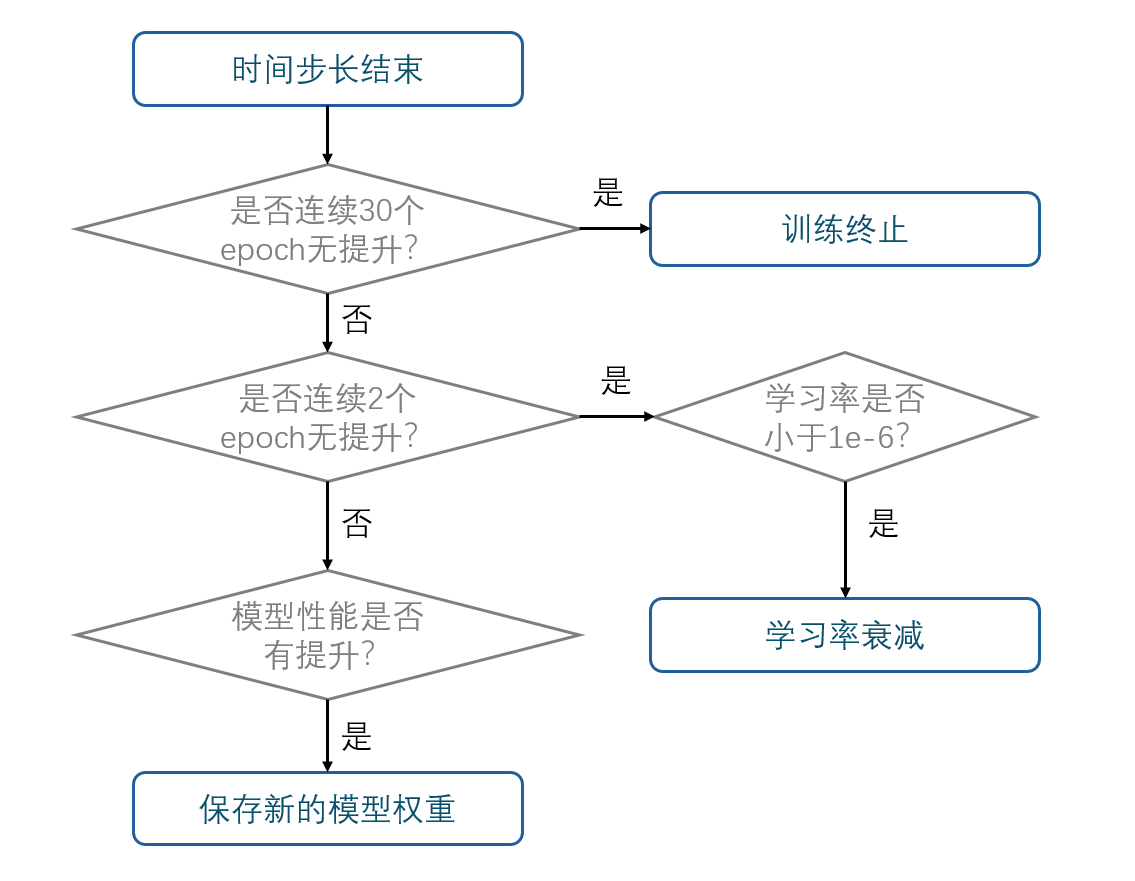 时间步长结束
是否连续30个
epoch无提升?
是
训练终止
否
是否连续2个
epoch无提升?
是
学习率是否
小于1e-6?
否
是
模型性能是否
有提升?
学习率衰减
是
保存新的模型权重